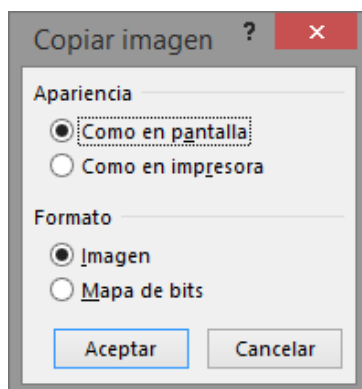 Copiar imagen ? ×
Apariencia
Como en pantalla
Como en impresora
Formato
Imagen
Mapa de bits
Aceptar Cancelar